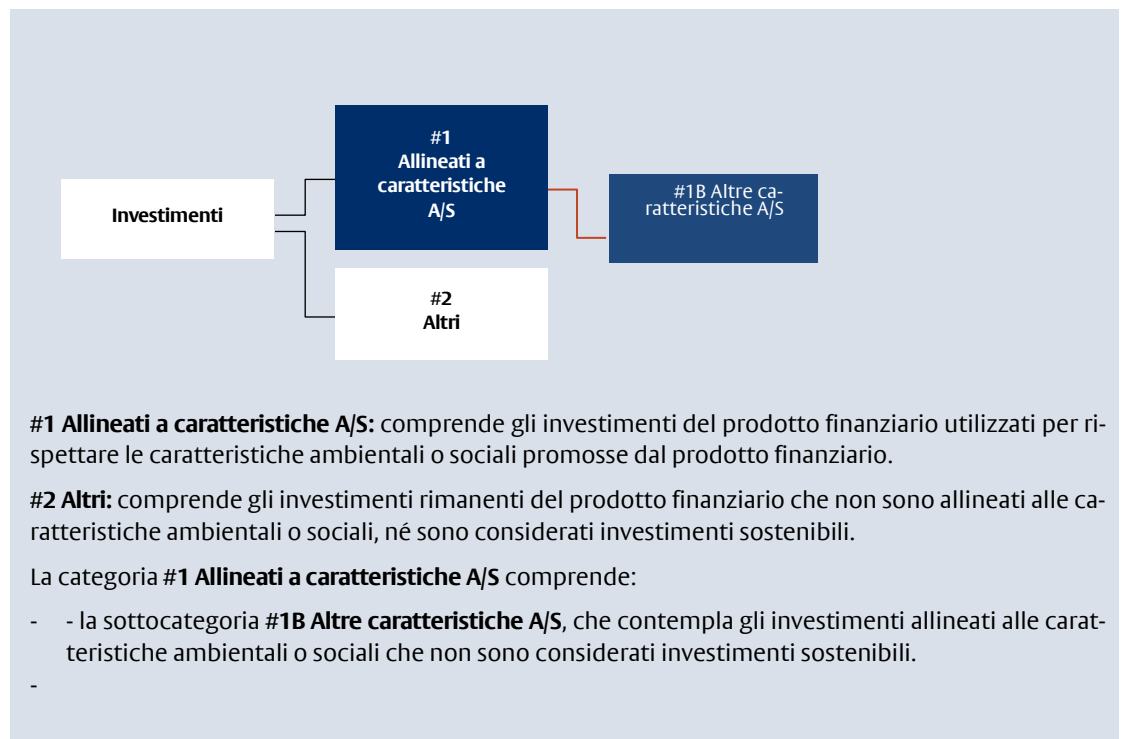 #1
Allineati a
caratteristiche
A/S
#1B Altre ca-
ratteristiche A/S
Investimenti
#2
Altri
#1 Allineati a caratteristiche A/S: comprende gli investimenti del prodotto finanziario utilizzati per ri-
spettare le caratteristiche ambientali o sociali promosse dal prodotto finanziario.
#2 Altri: comprende gli investimenti rimanenti del prodotto finanziario che non sono allineati alle ca-
ratteristiche ambientali o sociali, né sono considerati investimenti sostenibili.
La categoria #1 Allineati a caratteristiche A/S comprende:
- - la sottocategoria #1B Altre caratteristiche A/S, che contempla gli investimenti allineati alle carat-
teristiche ambientali o sociali che non sono considerati investimenti sostenibili.
-